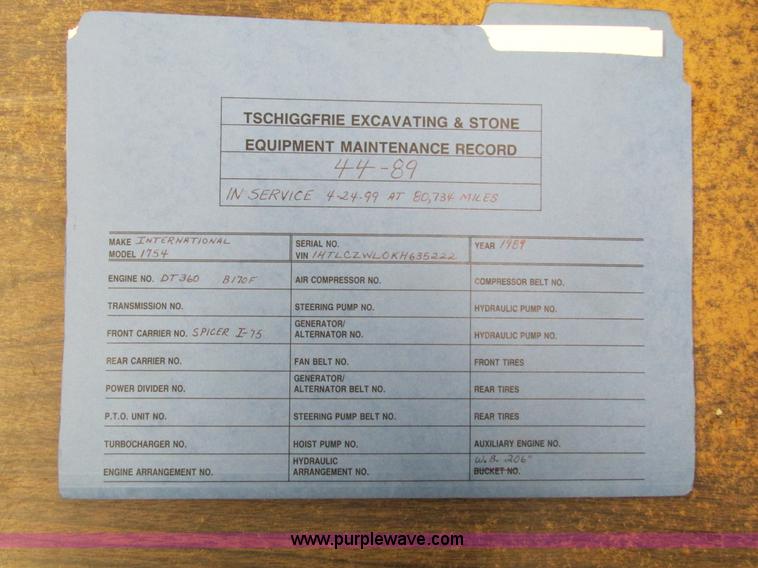 TSCHIGGFRIE EXCAVATING & STONE
EQUIPMENT MAINTENANCE RECORD
44-89
IN SERVICE 4-24-99 AT 80,734 MILES
MAKE INTERNATIONAL SERIAL NO. YEAR 1989
MODEL 1754 VIN 1HTLCZWLOKH635222
ENGINE NO. DT360 B170F AIR COMPRESSOR NO. COMPRESSOR BELT NO.
TRANSMISSION NO. STEERING PUMP NO. HYDRAULIC PUMP NO.
FRONT CARRIER NO. SPICER I-75 GENERATOR/ ALTERNATOR NO. HYDRAULIC PUMP NO.
REAR CARRIER NO. FAN BELT NO. FRONT TIRES
POWER DIVIDER NO. GENERATOR/ ALTERNATOR BELT NO. REAR TIRES
P.T.O. UNIT NO. STEERING PUMP BELT NO. REAR TIRES
TURBOCHARGER NO. HOIST PUMP NO. AUXILIARY ENGINE NO.
HYDRAULIC W.B. 206"
ENGINE ARRANGEMENT NO. ARRANGEMENT NO. BUCKET NO.
www.purplewave.com